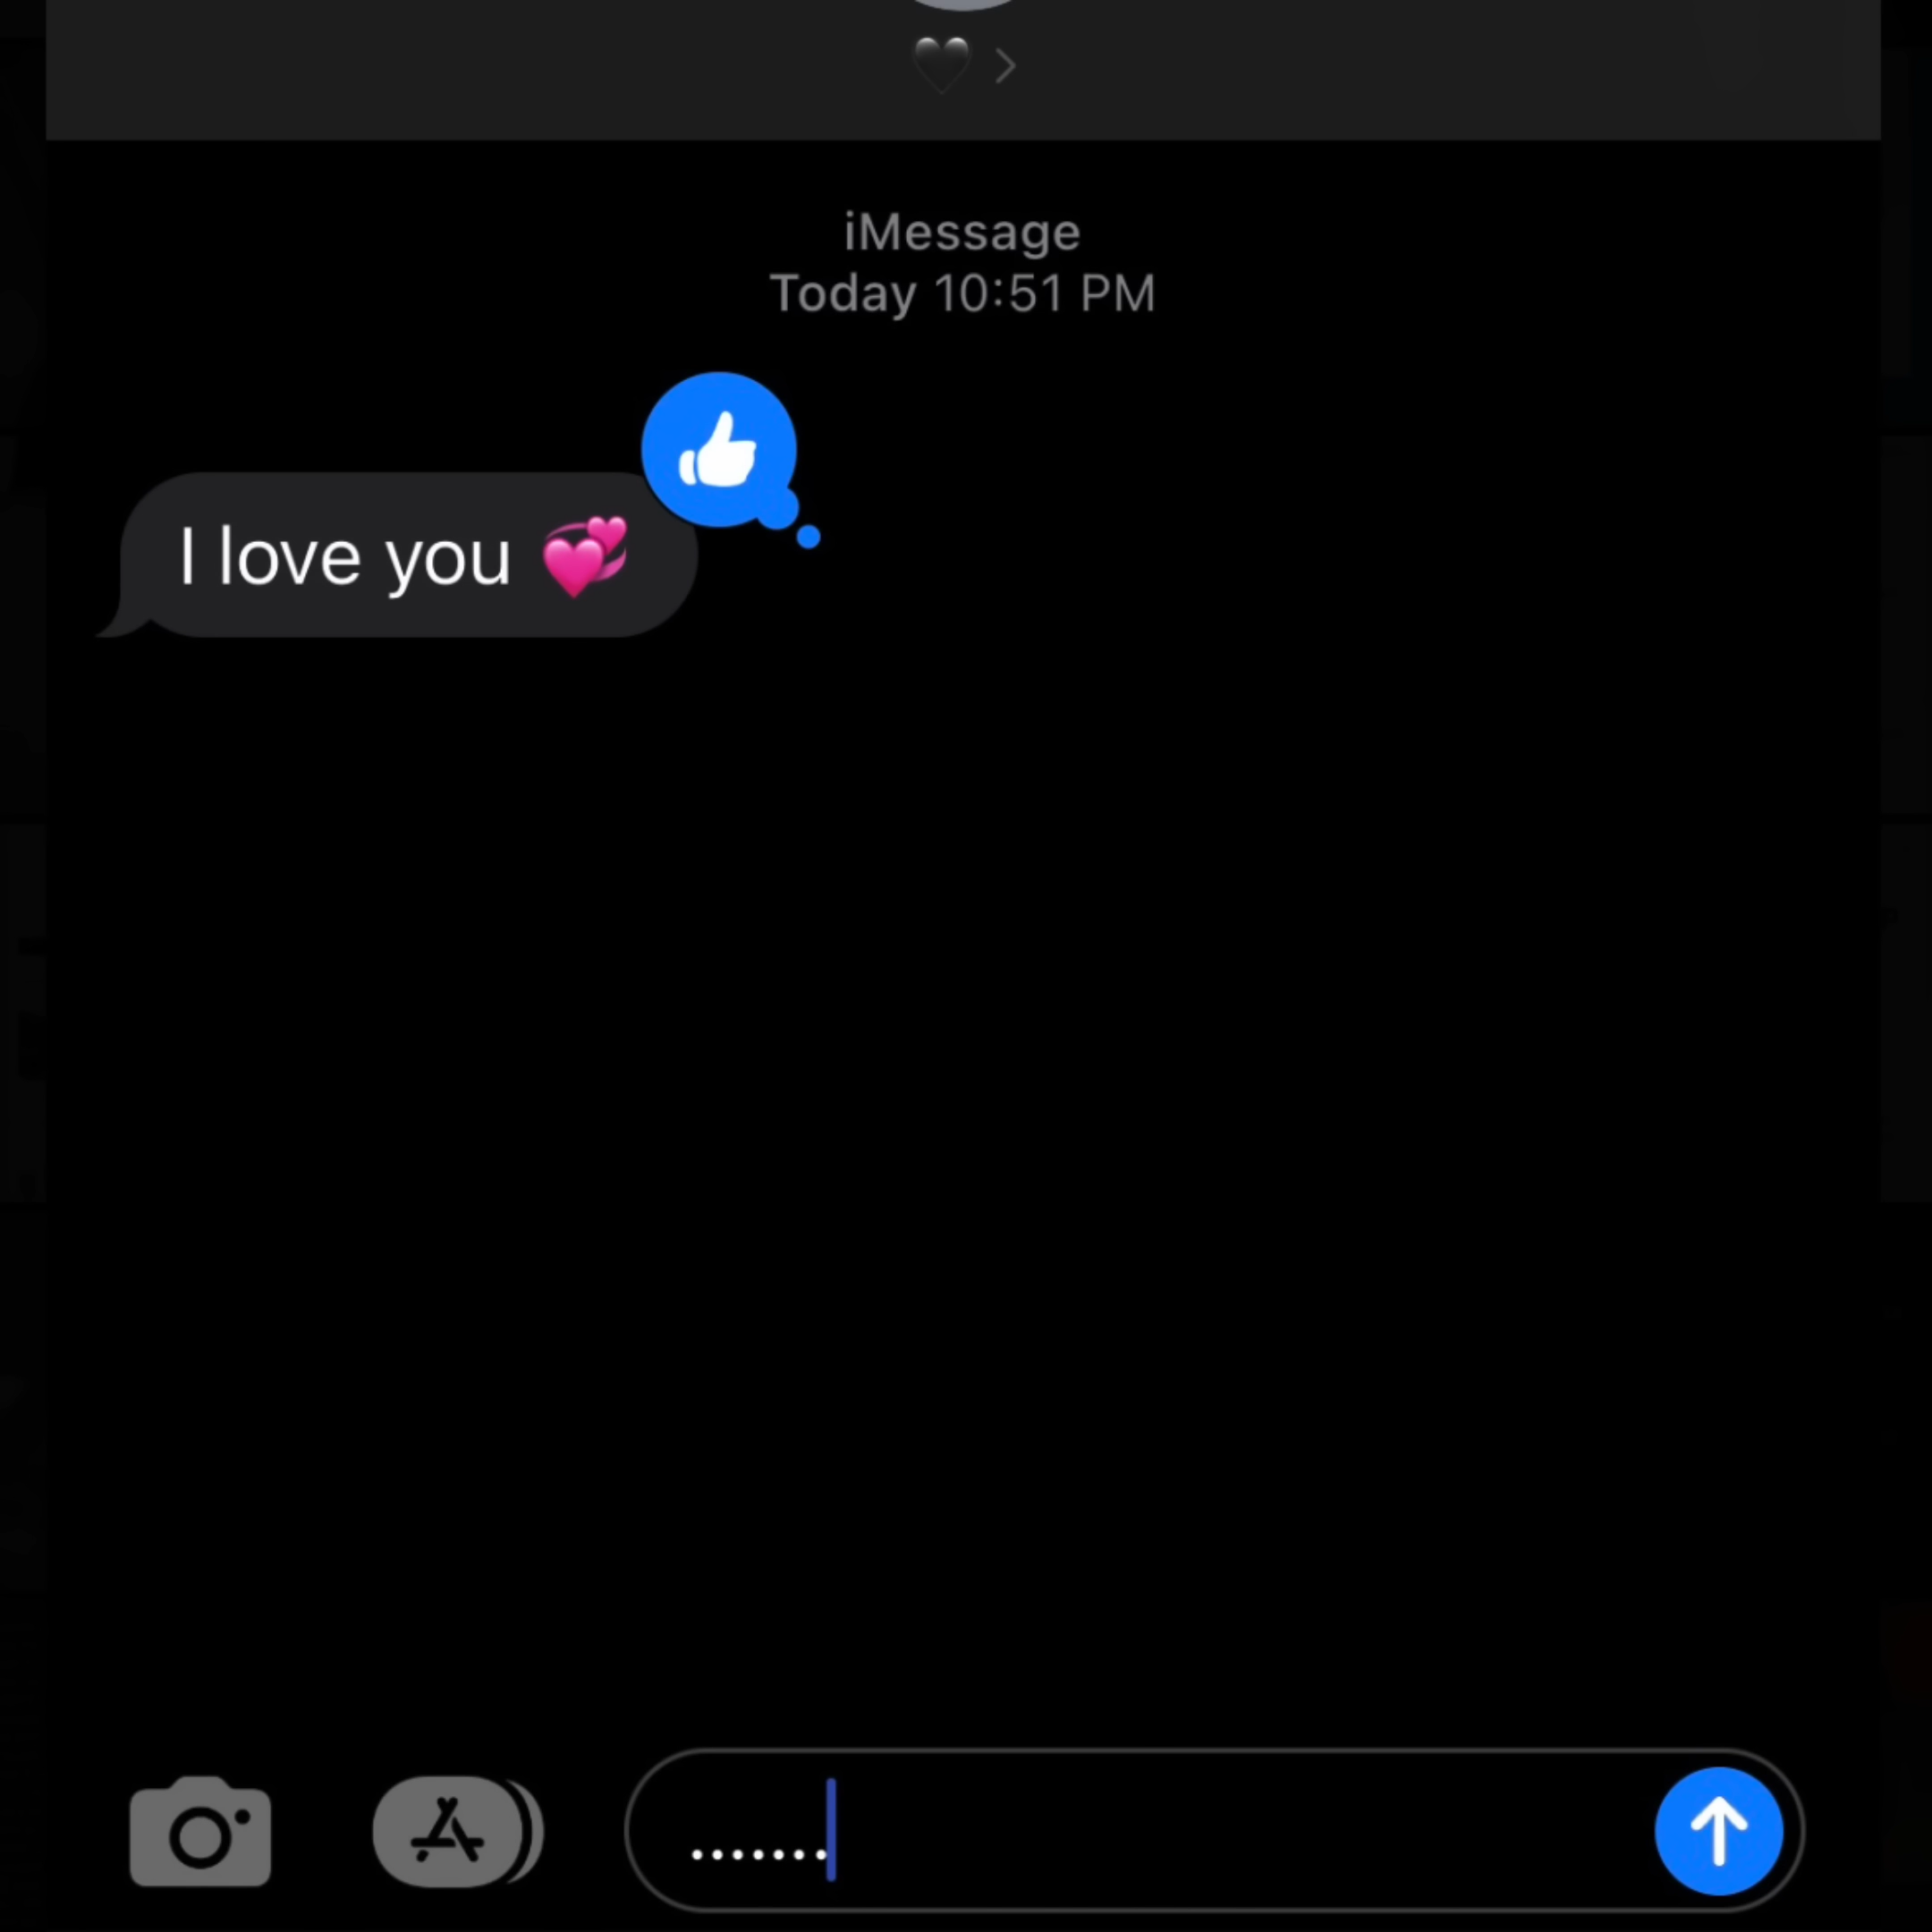 🖤 >
iMessage
Today 10:51 PM
I love you 💞
.......